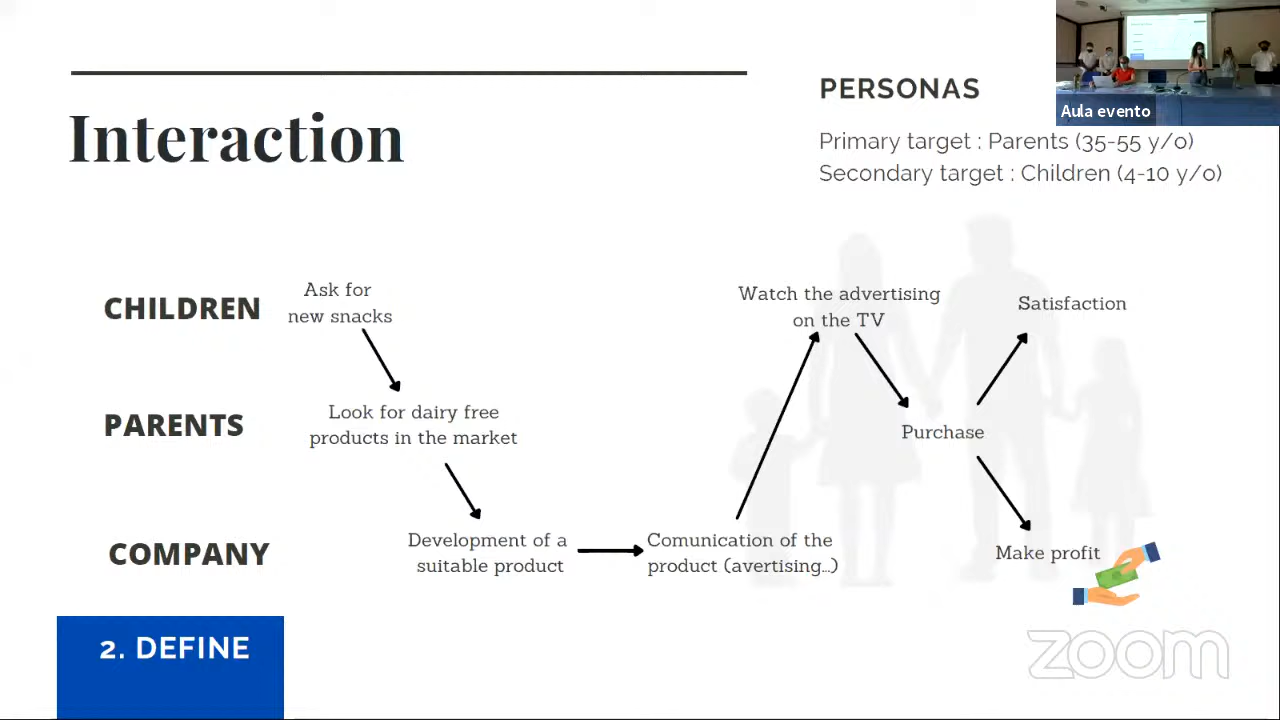 Interaction
PERSONAS
Primary target : Parents (35-55 y/o)
Secondary target : Children (4-10 y/o)
Aula evento
CHILDREN
Ask for
new snacks
Watch the advertising
on the TV
Satisfaction
PARENTS
Look for dairy free
products in the market
Purchase
COMPANY
Development of a
suitable product
Comunication of the
product (avertising...)
Make profit
2. DEFINE
zoom